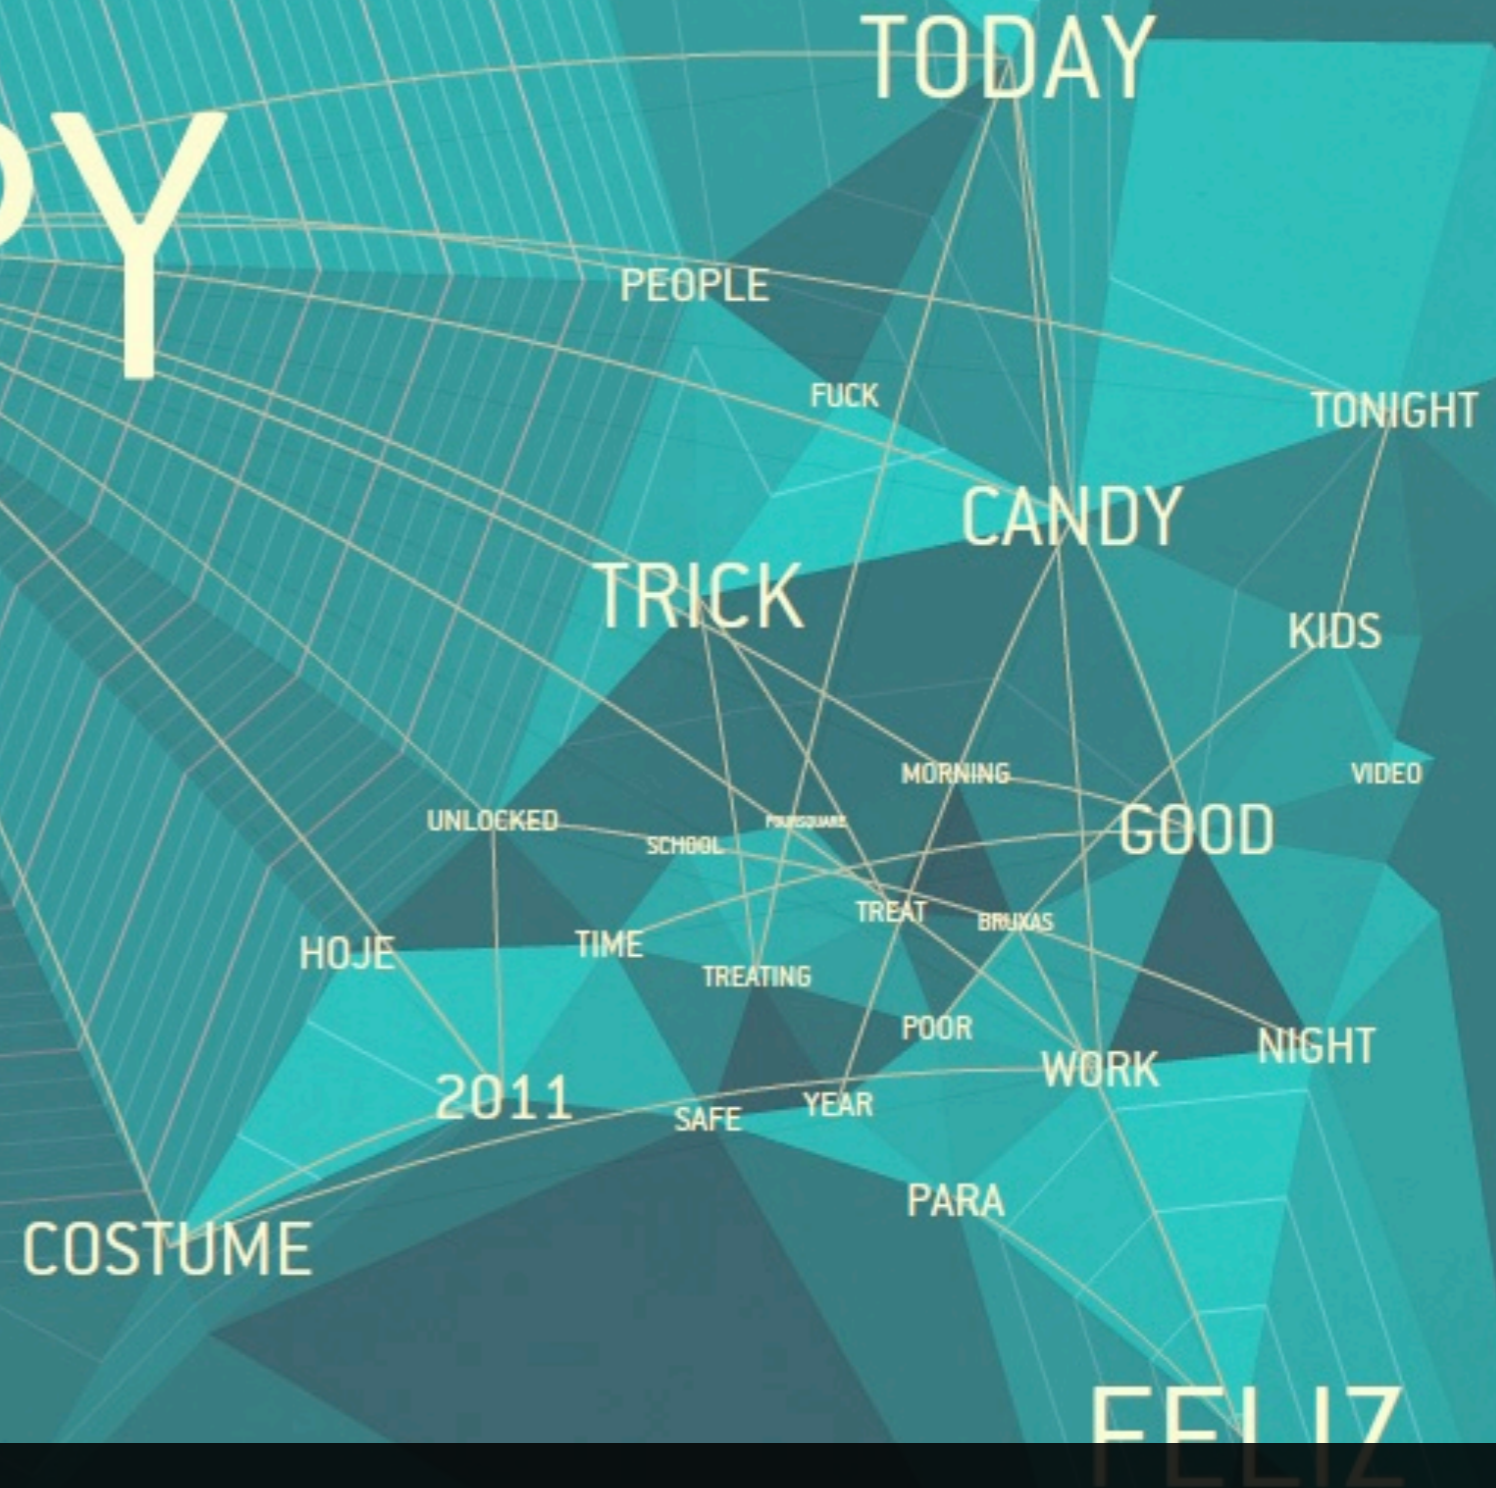 TODAY
PY
PEOPLE
FUCK
TONIGHT
CANDY
TRICK
KIDS
MORNING
VIDEO
UNLOCKED
FOURSQUARE
GOOD
SCHOOL
TREAT
BRUXAS
HOJE
TIME
TREATING
POOR
NIGHT
WORK
2011
SAFE
YEAR
PARA
COSTUME
FELIZ